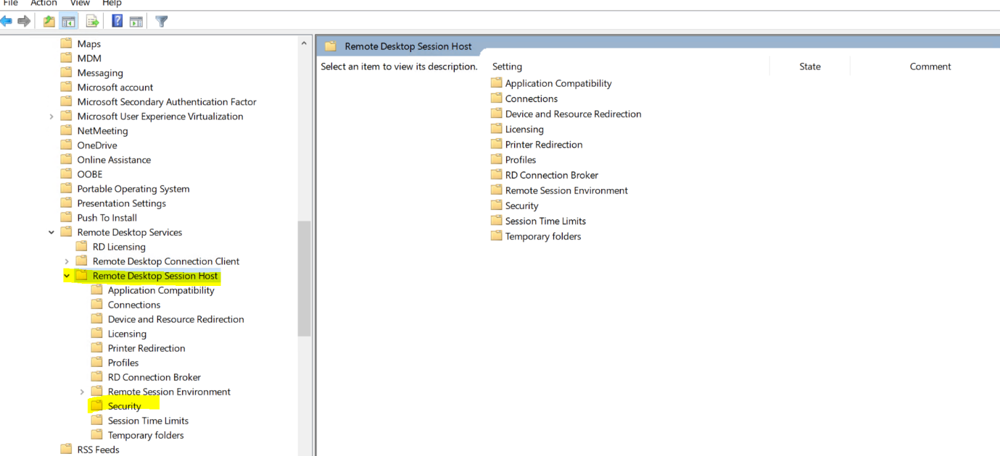 File Action View Help
Maps
MDM
Messaging
Microsoft account
Microsoft Secondary Authentication Factor
Microsoft User Experience Virtualization
NetMeeting
OneDrive
Online Assistance
OOBE
Portable Operating System
Presentation Settings
Push To Install
Remote Desktop Services
RD Licensing
Remote Desktop Connection Client
Remote Desktop Session Host
Application Compatibility
Connections
Device and Resource Redirection
Licensing
Printer Redirection
Profiles
RD Connection Broker
Remote Session Environment
Security
Session Time Limits
Temporary folders
RSS Feeds
Remote Desktop Session Host
Select an item to view its description.
Setting State Comment
Application Compatibility
Connections
Device and Resource Redirection
Licensing
Printer Redirection
Profiles
RD Connection Broker
Remote Session Environment
Security
Session Time Limits
Temporary folders